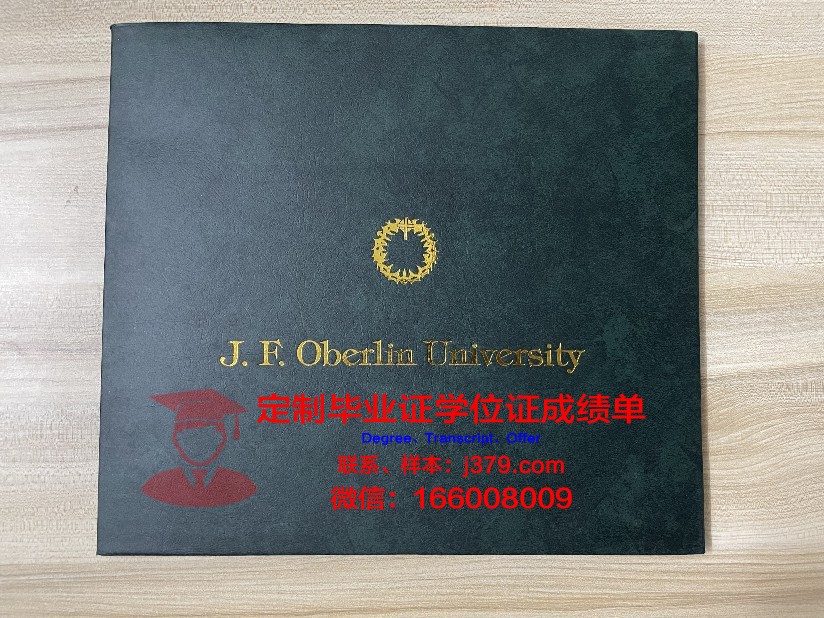 J. F. Oberlin University
定制毕业证学位证成绩单
Degree、Transcript、Offer
联系、样本：j379.com
微信：166008009